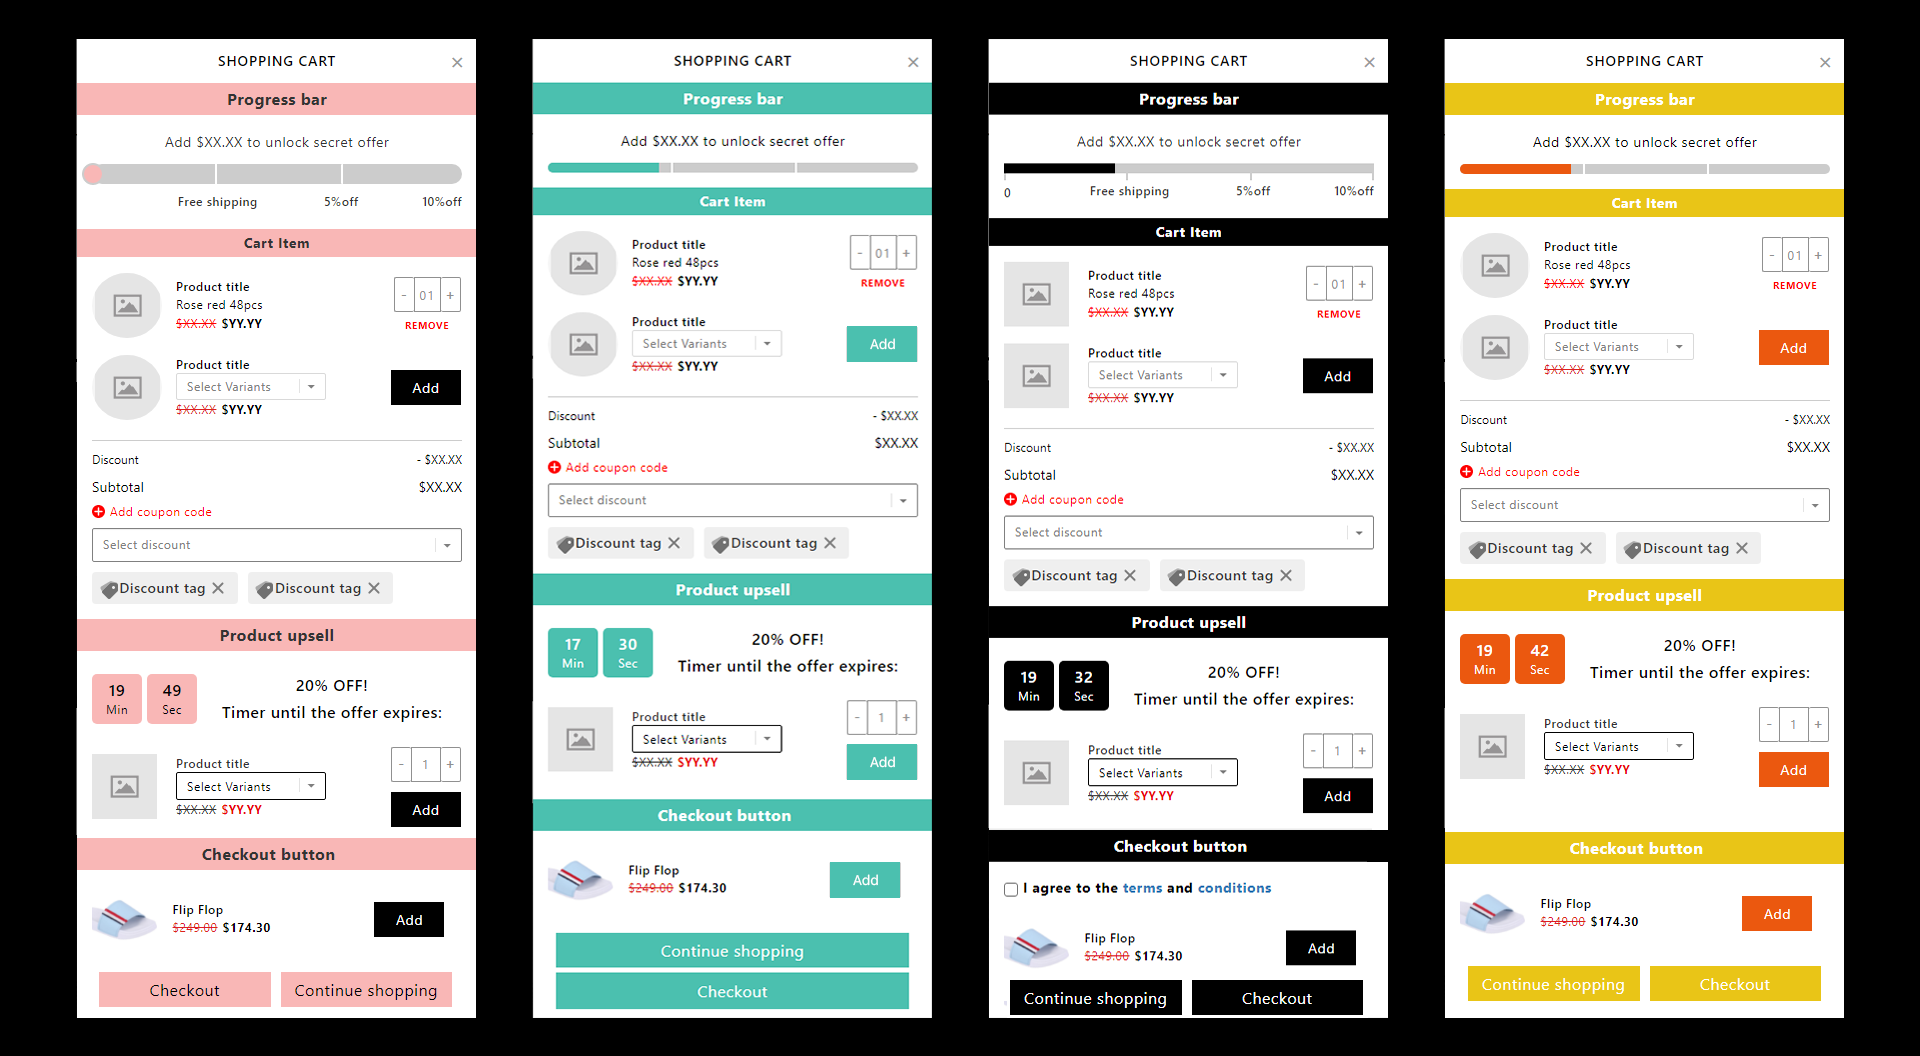 SHOPPING CART ×
Progress bar
Add $XX.XX to unlock secret offer
Free shipping 5%off 10%off
Cart Item
Product title
Rose red 48pcs
- 01 +
$XX.XX $YY.YY
REMOVE
Product title
Select Variants
Add
$XX.XX $YY.YY
Discount - $XX.XX
Subtotal $XX.XX
Add coupon code
Select discount
Discount tag Discount tag
Product upsell
19 Min 49 Sec
20% OFF!
Timer until the offer expires:
Product title
- 1 +
Select Variants
$XX.XX $YY.YY
Add
Checkout button
Flip Flop
$249.00 $174.30
Add
Checkout Continue shopping
SHOPPING CART ×
Progress bar
Add $XX.XX to unlock secret offer
Cart Item
Product title
Rose red 48pcs
- 01 +
$XX.XX $YY.YY
REMOVE
Product title
Select Variants
Add
$XX.XX $YY.YY
Discount - $XX.XX
Subtotal $XX.XX
Add coupon code
Select discount
Discount tag Discount tag
Product upsell
17 Min 30 Sec
20% OFF!
Timer until the offer expires:
Product title
- 1 +
Select Variants
$XX.XX $YY.YY
Add
Checkout button
Flip Flop
$249.00 $174.30
Add
Continue shopping
Checkout
SHOPPING CART ×
Progress bar
Add $XX.XX to unlock secret offer
0 Free shipping 5%off 10%off
Cart Item
Product title
Rose red 48pcs
- 01 +
$XX.XX $YY.YY
REMOVE
Product title
Select Variants
Add
$XX.XX $YY.YY
Discount - $XX.XX
Subtotal $XX.XX
Add coupon code
Select discount
Discount tag Discount tag
Product upsell
19 Min 32 Sec
20% OFF!
Timer until the offer expires:
Product title
- 1 +
Select Variants
$XX.XX $YY.YY
Add
Checkout button
I agree to the terms and conditions
Flip Flop
$249.00 $174.30
Add
Continue shopping Checkout
SHOPPING CART ×
Progress bar
Add $XX.XX to unlock secret offer
Cart Item
Product title
Rose red 48pcs
- 01 +
$XX.XX $YY.YY
REMOVE
Product title
Select Variants
Add
$XX.XX $YY.YY
Discount - $XX.XX
Subtotal $XX.XX
Add coupon code
Select discount
Discount tag Discount tag
Product upsell
19 Min 42 Sec
20% OFF!
Timer until the offer expires:
Product title
- 1 +
Select Variants
$XX.XX $YY.YY
Add
Checkout button
Flip Flop
$249.00 $174.30
Add
Continue shopping Checkout